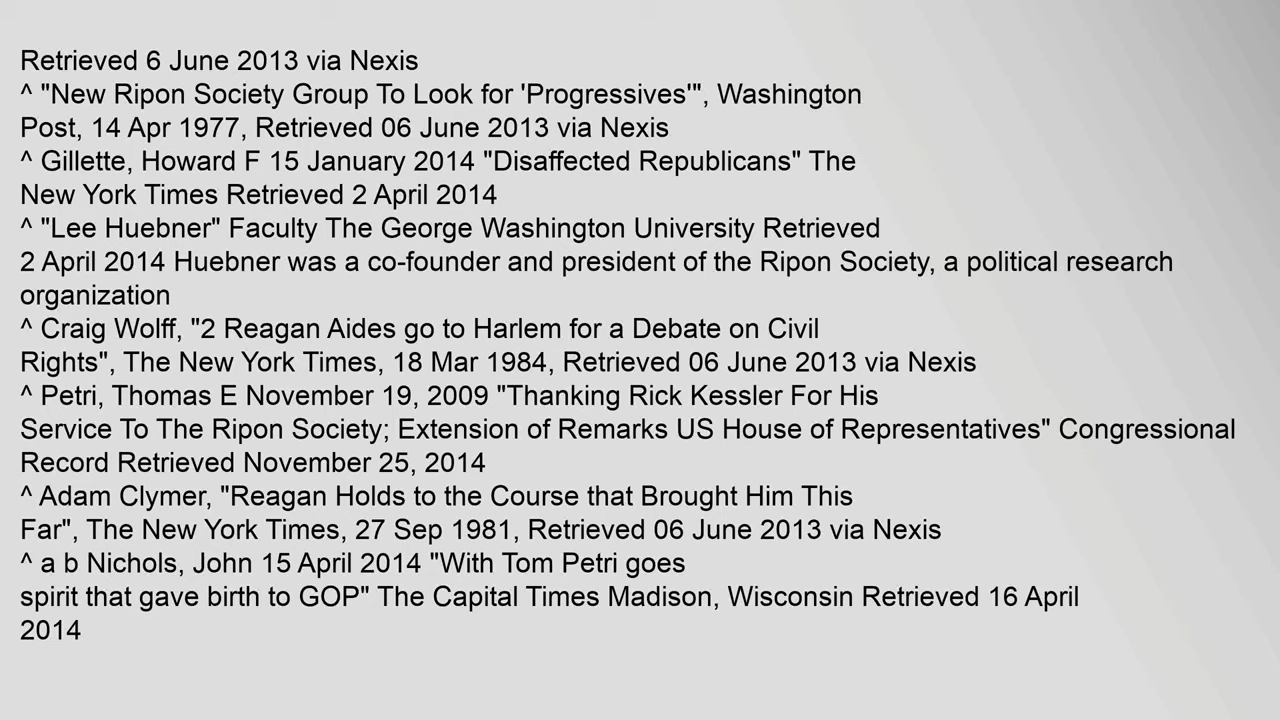 Retrieved 6 June 2013 via Nexis
^ "New Ripon Society Group To Look for 'Progressives'", Washington
Post, 14 Apr 1977, Retrieved 06 June 2013 via Nexis
^ Gillette, Howard F 15 January 2014 "Disaffected Republicans" The
New York Times Retrieved 2 April 2014
^ "Lee Huebner" Faculty The George Washington University Retrieved
2 April 2014 Huebner was a co-founder and president of the Ripon Society, a political research
organization
^ Craig Wolff, "2 Reagan Aides go to Harlem for a Debate on Civil
Rights", The New York Times, 18 Mar 1984, Retrieved 06 June 2013 via Nexis
^ Petri, Thomas E November 19, 2009 "Thanking Rick Kessler For His
Service To The Ripon Society; Extension of Remarks US House of Representatives" Congressional
Record Retrieved November 25, 2014
^ Adam Clymer, "Reagan Holds to the Course that Brought Him This
Far", The New York Times, 27 Sep 1981, Retrieved 06 June 2013 via Nexis
^ a b Nichols, John 15 April 2014 "With Tom Petri goes
spirit that gave birth to GOP" The Capital Times Madison, Wisconsin Retrieved 16 April
2014